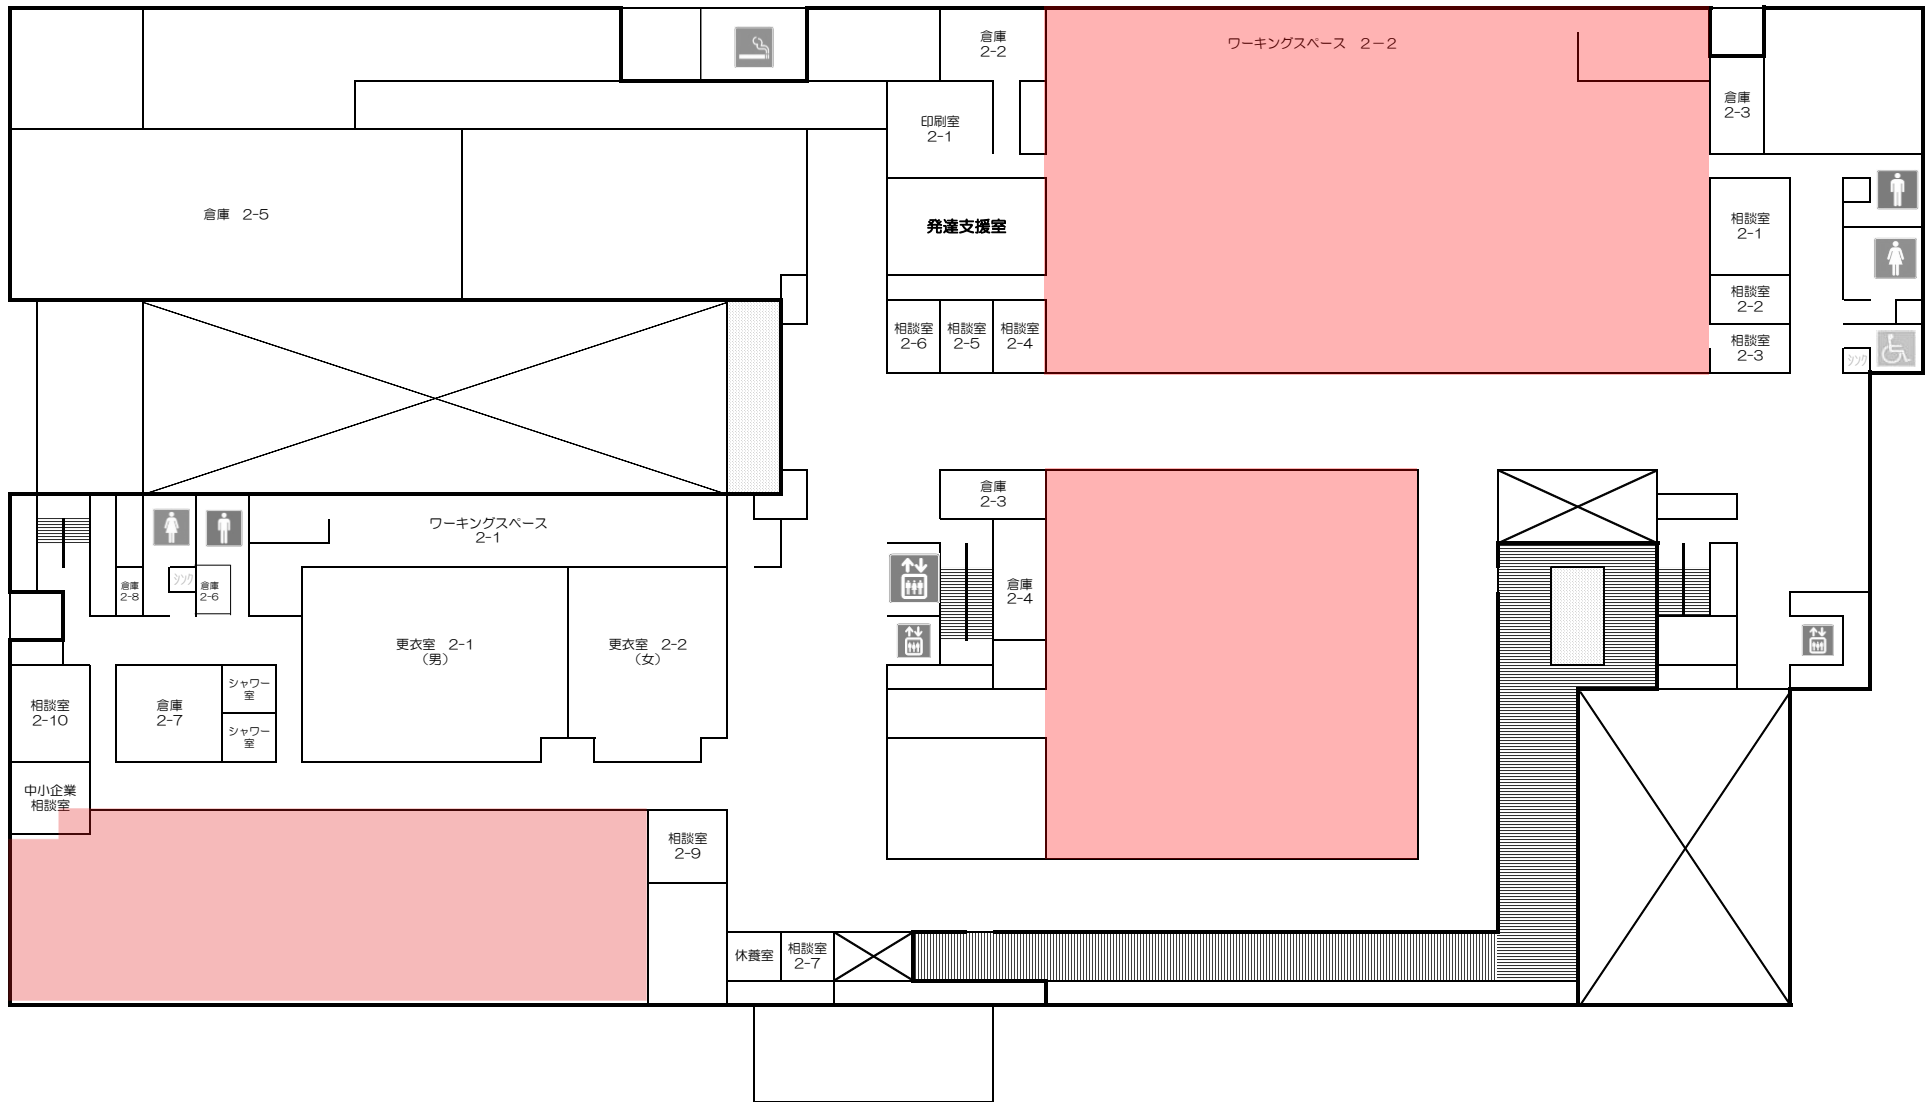 倉庫
2-2
ワーキングスペース 2－2
倉庫
2-3
印刷室
2-1
倉庫 2-5
発達支援室
相談室
2-1
相談室
2-2
相談室
2-3
相談室
2-6
相談室
2-5
相談室
2-4
シンク
倉庫
2-3
ワーキングスペース
2-1
シンク
倉庫
2-8
倉庫
2-6
倉庫
2-4
更衣室 2-1
（男）
更衣室 2-2
（女）
相談室
2-10
倉庫
2-7
シャワー
室
シャワー
室
中小企業
相談室
相談室
2-9
休養室
相談室
2-7